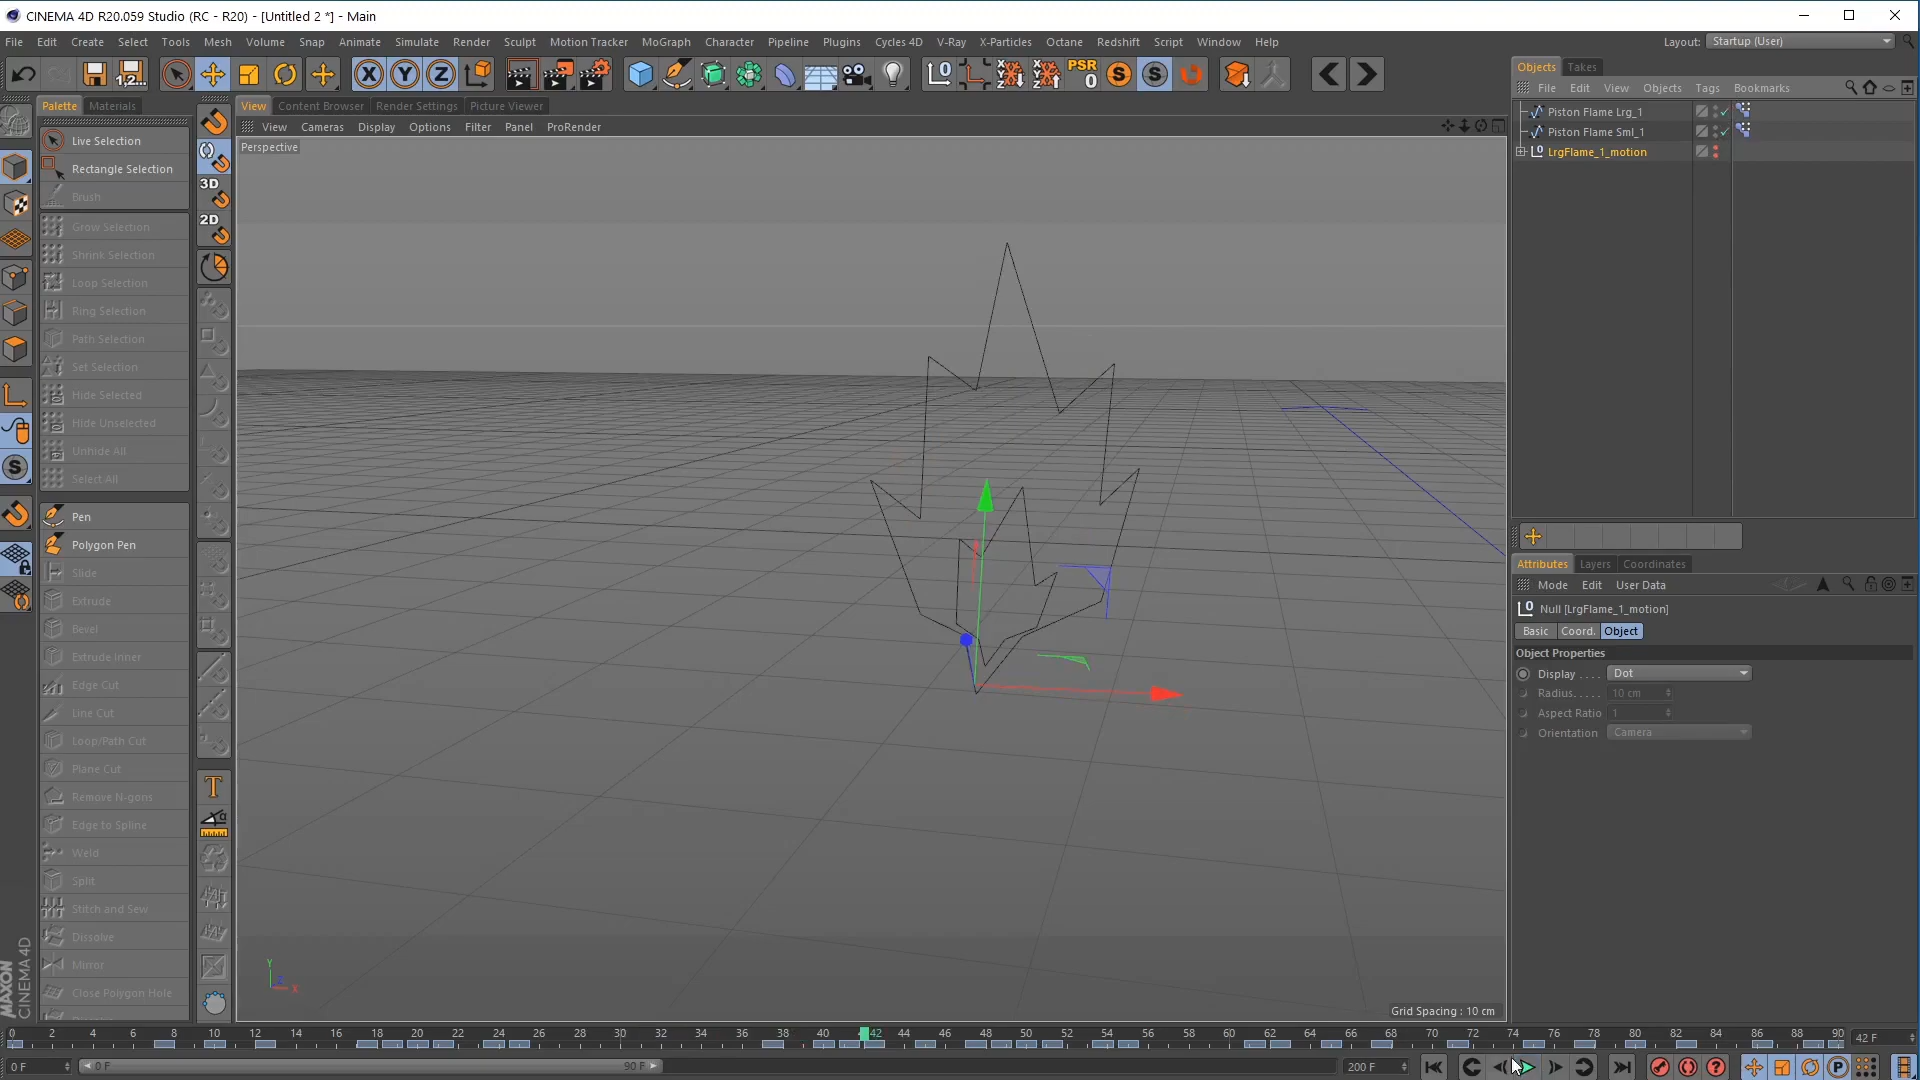 CINEMA 4D R20.059 Studio (RC - R20) - [Untitled 2 *] - Main
File Edit Create Select Tools Mesh Volume Snap Animate Simulate Render Sculpt Motion Tracker MoGraph Character Pipeline Plugins Cycles 4D V-Ray X-Particles Octane Redshift Script Window Help Layout: Startup (User)
X Y Z PSR 0
Palette Materials
View Content Browser Render Settings Picture Viewer
View Cameras Display Options Filter Panel ProRender
Perspective
Live Selection
Rectangle Selection
Brush
Grow Selection
Shrink Selection
Loop Selection
Ring Selection
Path Selection
Set Selection
Hide Selected
Hide Unselected
Unhide All
Select All
Pen
Polygon Pen
Slide
Extrude
Bevel
Extrude Inner
Edge Cut
Line Cut
Loop/Path Cut
Plane Cut
Remove N-gons
Edge to Spline
Weld
Split
Stitch and Sew
Dissolve
Mirror
Close Polygon Hole
3D
2D
MAXON
CINEMA 4D
Y
X
Grid Spacing : 10 cm
Objects Takes
File Edit View Objects Tags Bookmarks
Piston Flame Lrg_1
Piston Flame Sml_1
LrgFlame_1_motion
Attributes Layers Coordinates
Mode Edit User Data
Null [LrgFlame_1_motion]
Basic Coord. Object
Object Properties
Display . . . . Dot
Radius. . . . . 10 cm
Aspect Ratio 1
Orientation Camera
0 2 4 6 8 10 12 14 16 18 20 22 24 26 28 30 32 34 36 38 40 42 44 46 48 50 52 54 56 58 60 62 64 66 68 70 72 74 76 78 80 82 84 86 88 90 42 F
0 F 0 F 90 F 200 F